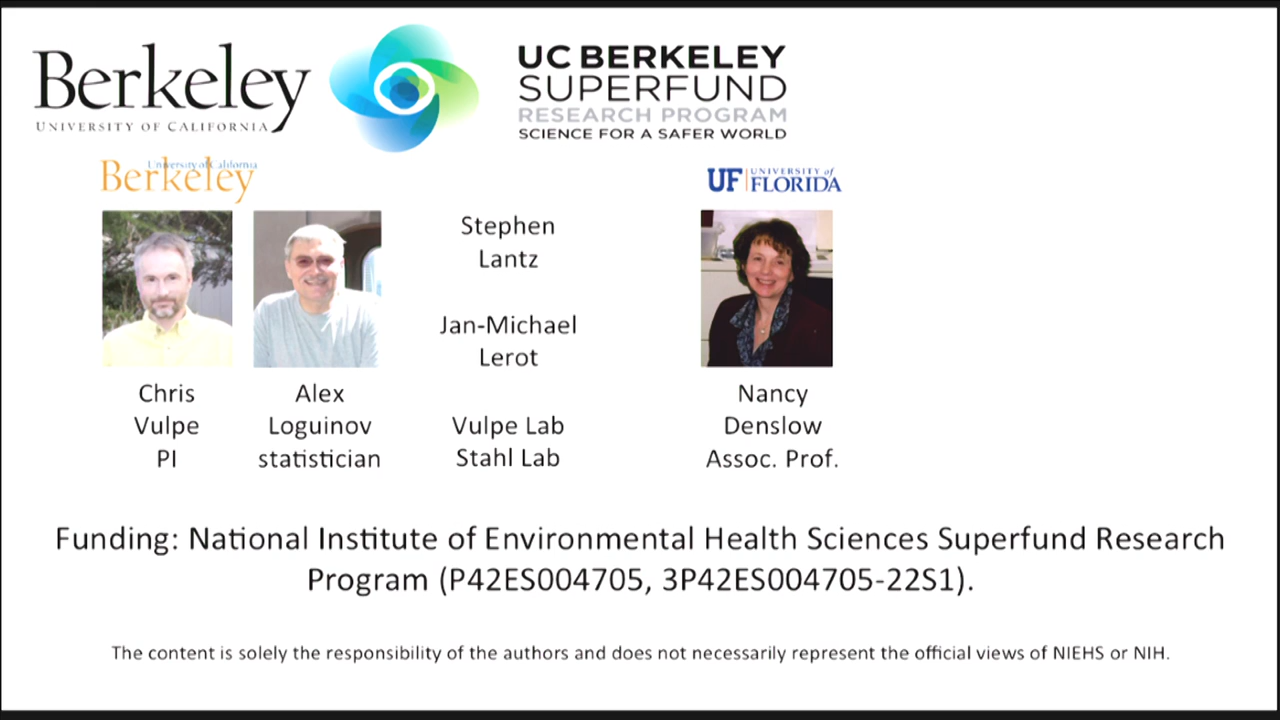 Berkeley
UNIVERSITY OF CALIFORNIA
UC BERKELEY
SUPERFUND
RESEARCH PROGRAM
SCIENCE FOR A SAFER WORLD
University of California
Berkeley
UF UNIVERSITY of
FLORIDA
Stephen
Lantz
Jan-Michael
Lerot
Chris
Vulpe
PI
Alex
Loguinov
statistician
Vulpe Lab
Stahl Lab
Nancy
Denslow
Assoc. Prof.
Funding: National Institute of Environmental Health Sciences Superfund Research
Program (P42ES004705, 3P42ES004705-22S1).
The content is solely the responsibility of the authors and does not necessarily represent the official views of NIEHS or NIH.